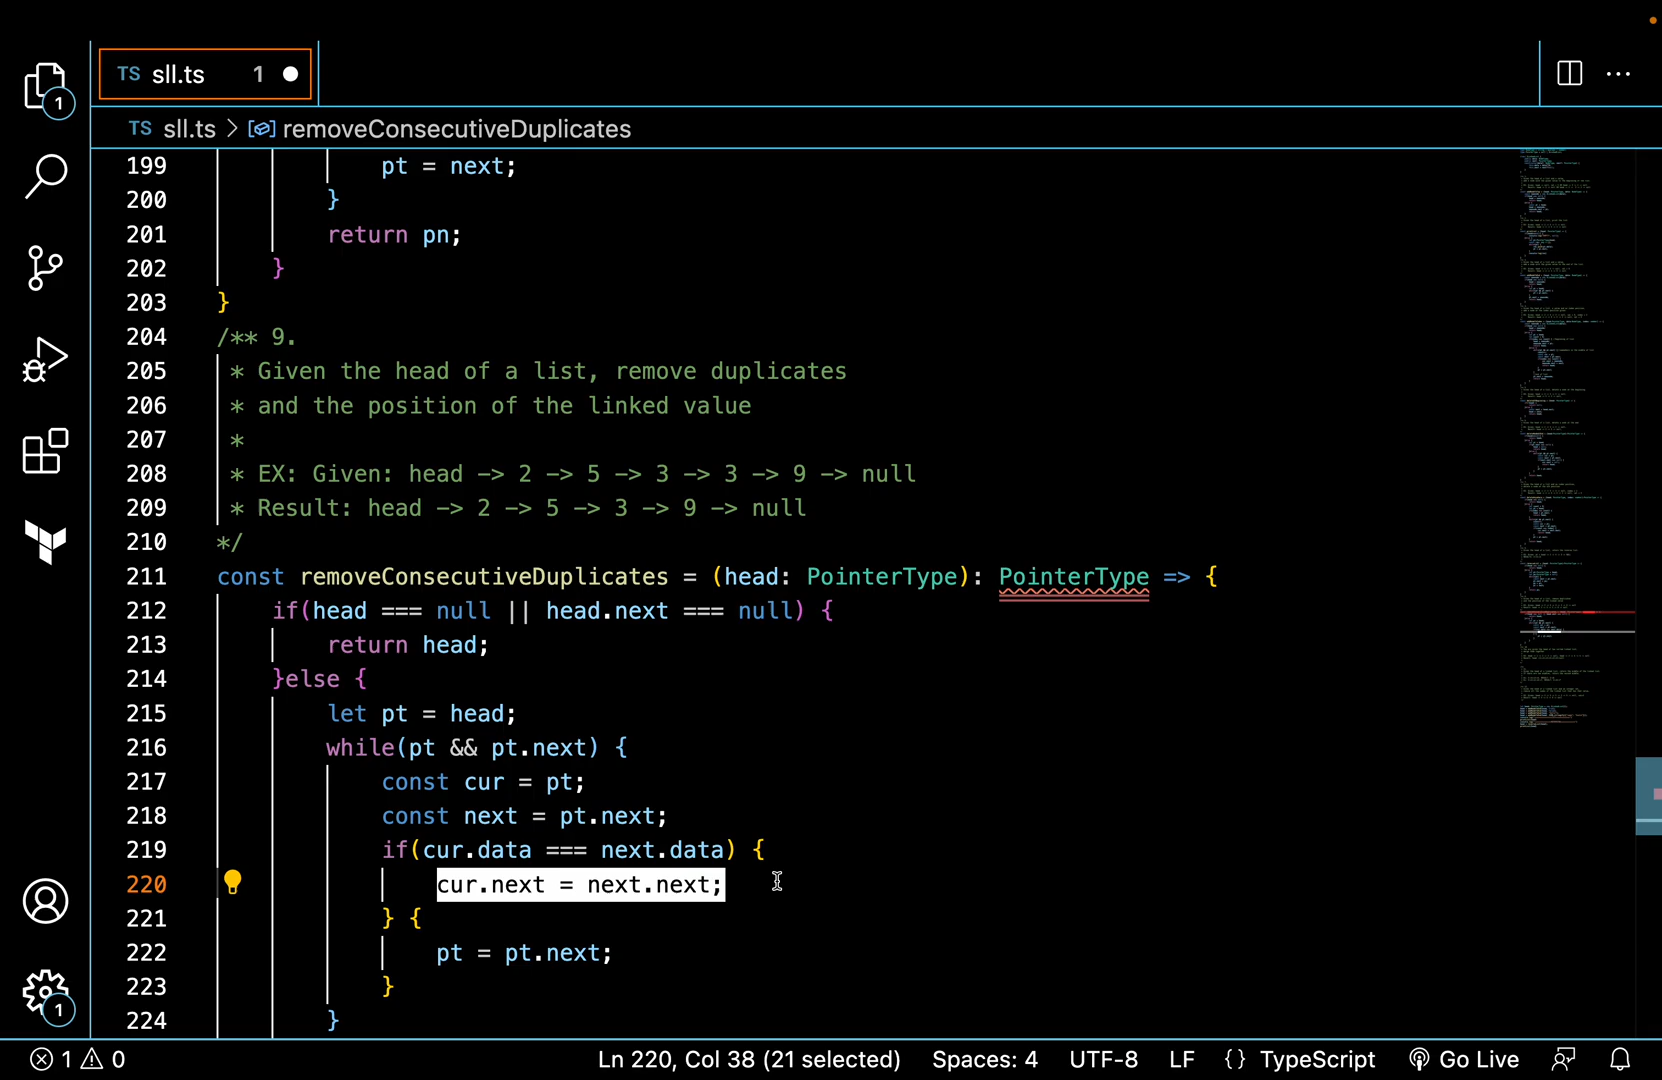 1
TS sll.ts 1
TS sll.ts > removeConsecutiveDuplicates
199 pt = next;
200 }
201 return pn;
202 }
203 }
204 /** 9.
205 * Given the head of a list, remove duplicates
206 * and the position of the linked value
207 *
208 * EX: Given: head -> 2 -> 5 -> 3 -> 3 -> 9 -> null
209 * Result: head -> 2 -> 5 -> 3 -> 9 -> null
210 */
211 const removeConsecutiveDuplicates = (head: PointerType): PointerType => {
212 if(head === null || head.next === null) {
213 return head;
214 }else {
215 let pt = head;
216 while(pt && pt.next) {
217 const cur = pt;
218 const next = pt.next;
219 if(cur.data === next.data) {
220 cur.next = next.next;
221 } {
222 pt = pt.next;
223 }
224 }
1
1 0 Ln 220, Col 38 (21 selected) Spaces: 4 UTF-8 LF {} TypeScript Go Live